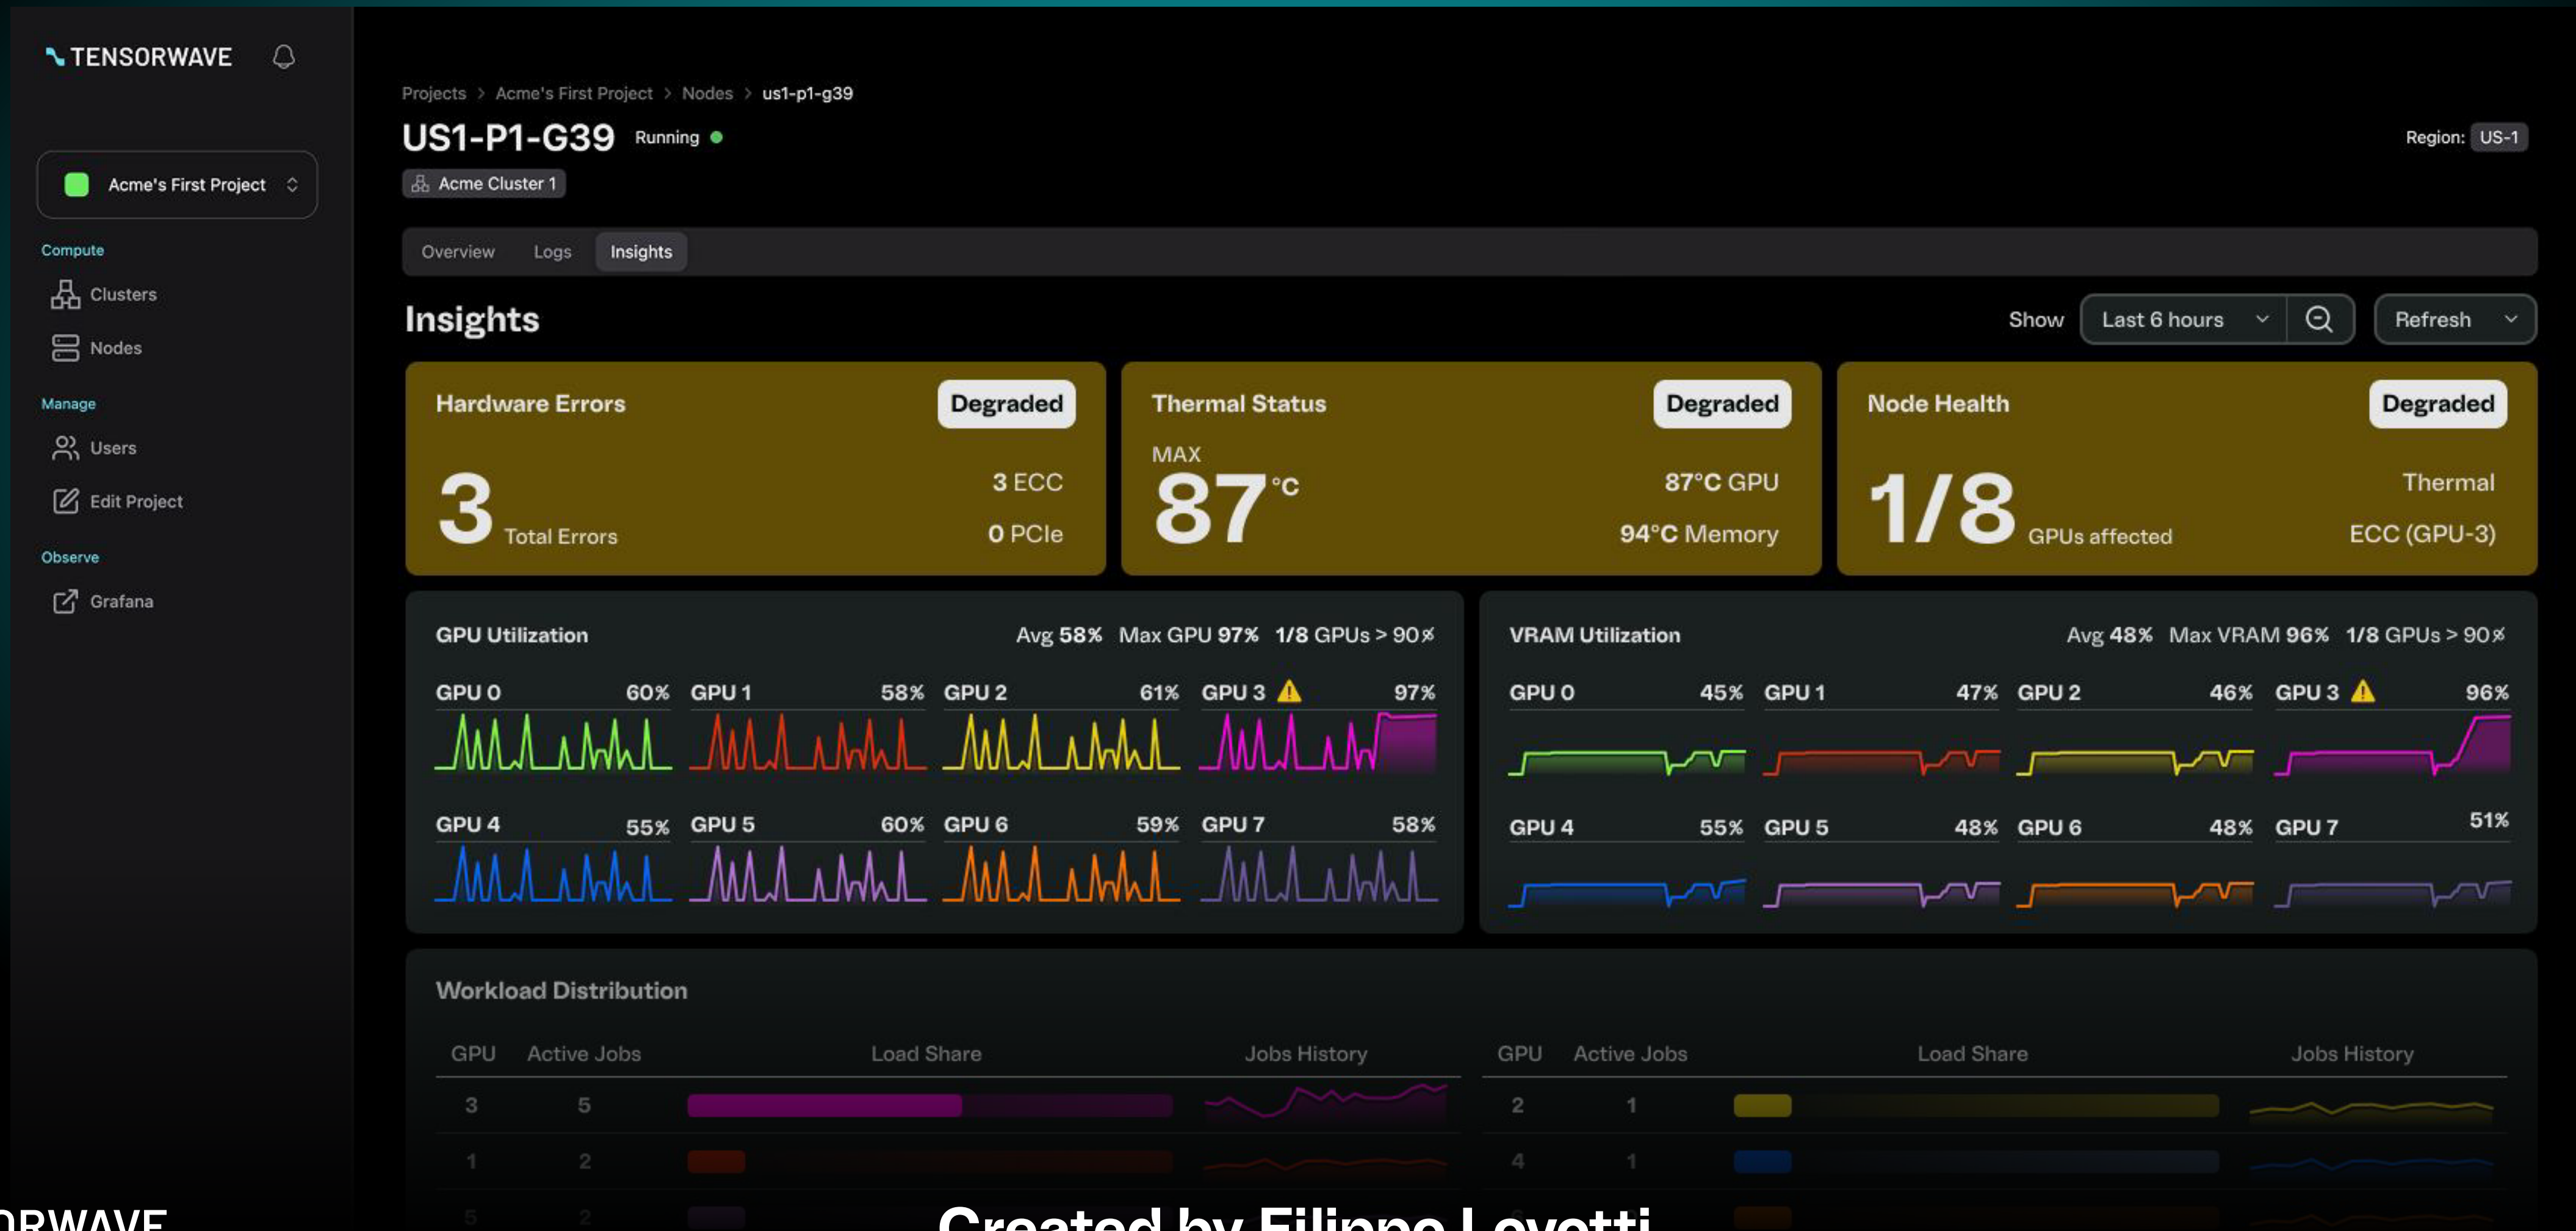 TENSORWAVE
Acme's First Project
Compute
Clusters
Nodes
Manage
Users
Edit Project
Observe
Grafana
Projects > Acme's First Project > Nodes > us1-p1-g39
US1-P1-G39 Running
Region: US-1
Acme Cluster 1
Overview Logs Insights
Insights
Show Last 6 hours Refresh
Hardware Errors Degraded
3 Total Errors
3 ECC
0 PCIe
Thermal Status Degraded
MAX
87°C
87°C GPU
94°C Memory
Node Health Degraded
1/8 GPUs affected
Thermal
ECC (GPU-3)
GPU Utilization Avg 58% Max GPU 97% 1/8 GPUs > 90%
GPU 0 60% GPU 1 58% GPU 2 61% GPU 3 97%
GPU 4 55% GPU 5 60% GPU 6 59% GPU 7 58%
VRAM Utilization Avg 48% Max VRAM 96% 1/8 GPUs > 90%
GPU 0 45% GPU 1 47% GPU 2 46% GPU 3 96%
GPU 4 55% GPU 5 48% GPU 6 48% GPU 7 51%
Workload Distribution
GPU Active Jobs Load Share Jobs History
3 5
1 2
5 2
GPU Active Jobs Load Share Jobs History
2 1
4 1
ORWAVE
Created by Filippo Lovotti